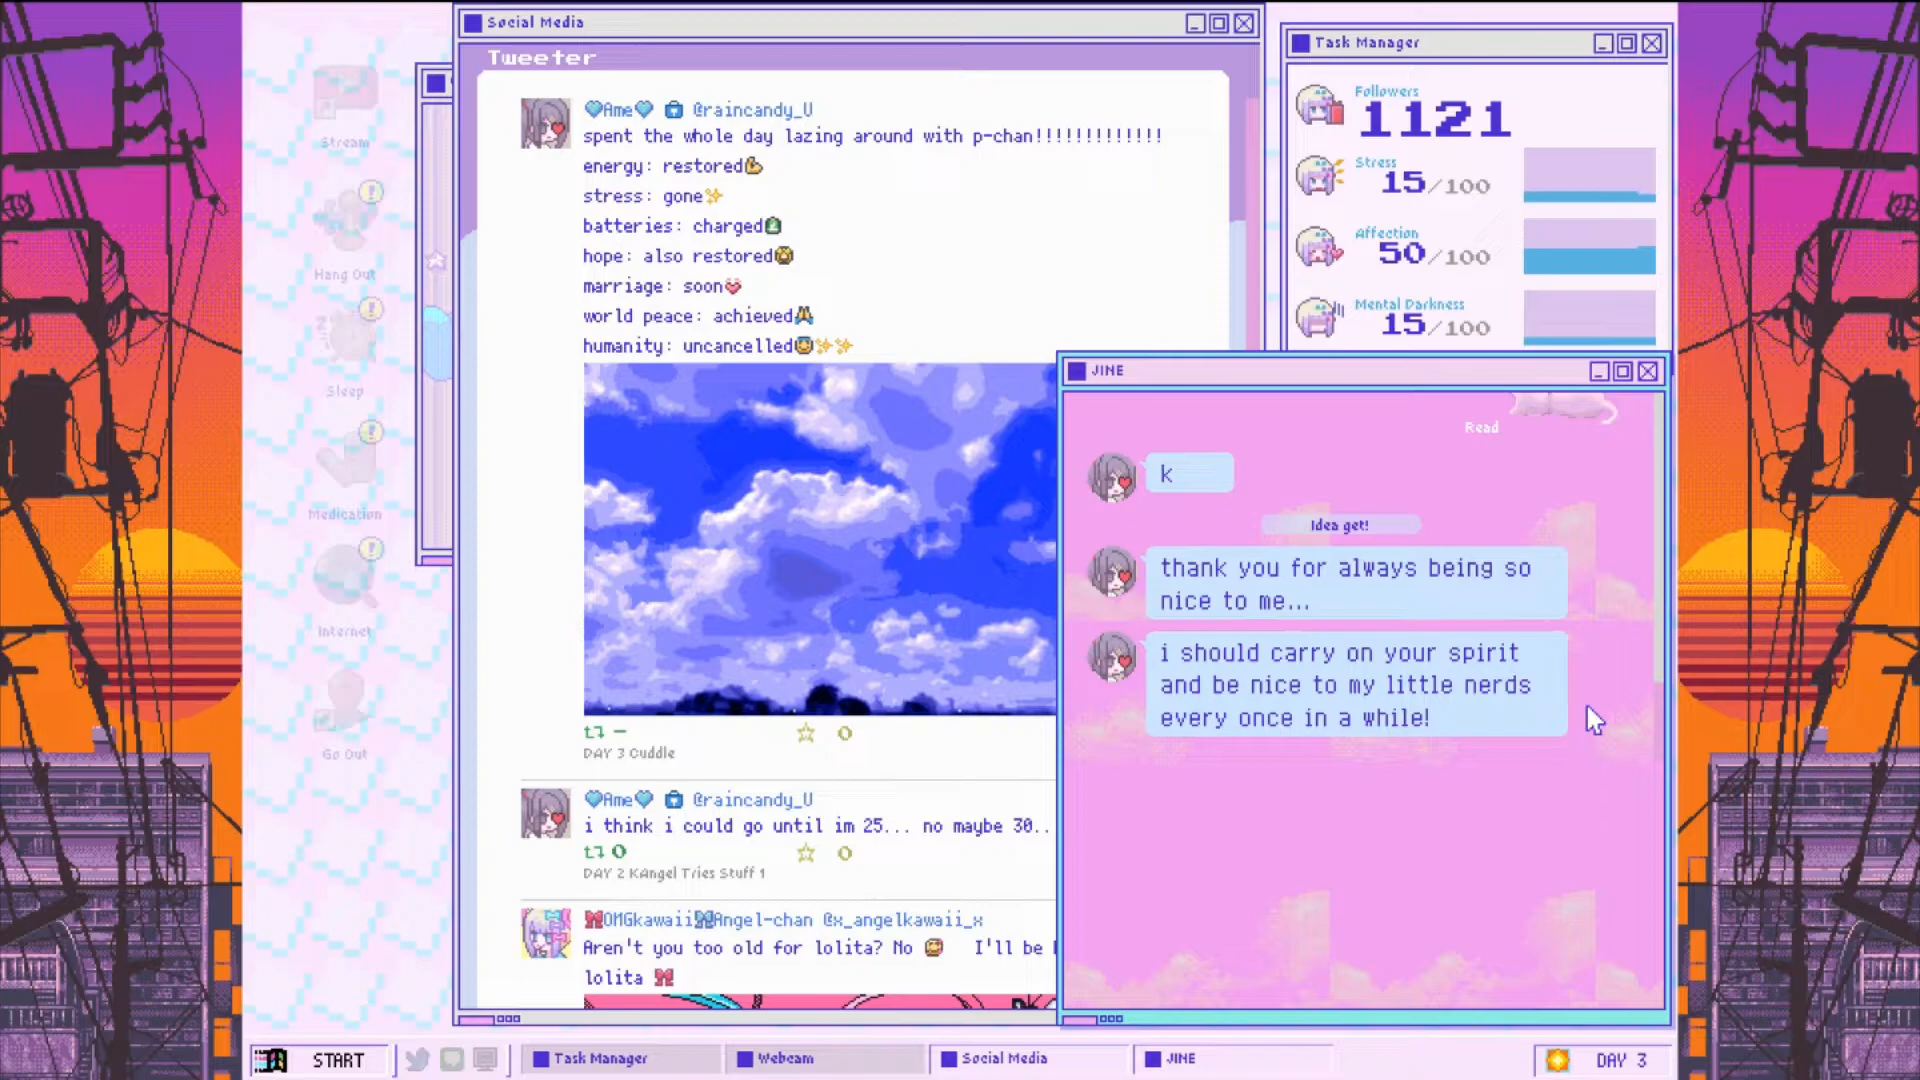 Social Media
Tweeter
Ame @raincandy_U
spent the whole day lazing around with p-chan!!!!!!!!!!!!!
energy: restored💪
stress: gone✨
batteries: charged🔋
hope: also restored
marriage: soon💕
world peace: achieved🙏
humanity: uncancelled😇✨✨
DAY 3 Cuddle
Ame @raincandy_U
i think i could go until im 25... no maybe 30..
0
DAY 2 KAngel Tries Stuff 1
OMGkawaiiAngel-chan @x_angelkawaii_x
Aren't you too old for lolita? No I'll be
lolita
Task Manager
Followers
1121
Stress
15/100
Affection
50/100
Mental Darkness
15/100
JINE
Read
k
Idea get!
thank you for always being so
nice to me...
i should carry on your spirit
and be nice to my little nerds
every once in a while!
Stream
Hang Out
Sleep
Medication
Internet
Go Out
START
Task Manager
Webcam
Social Media
JINE
DAY 3